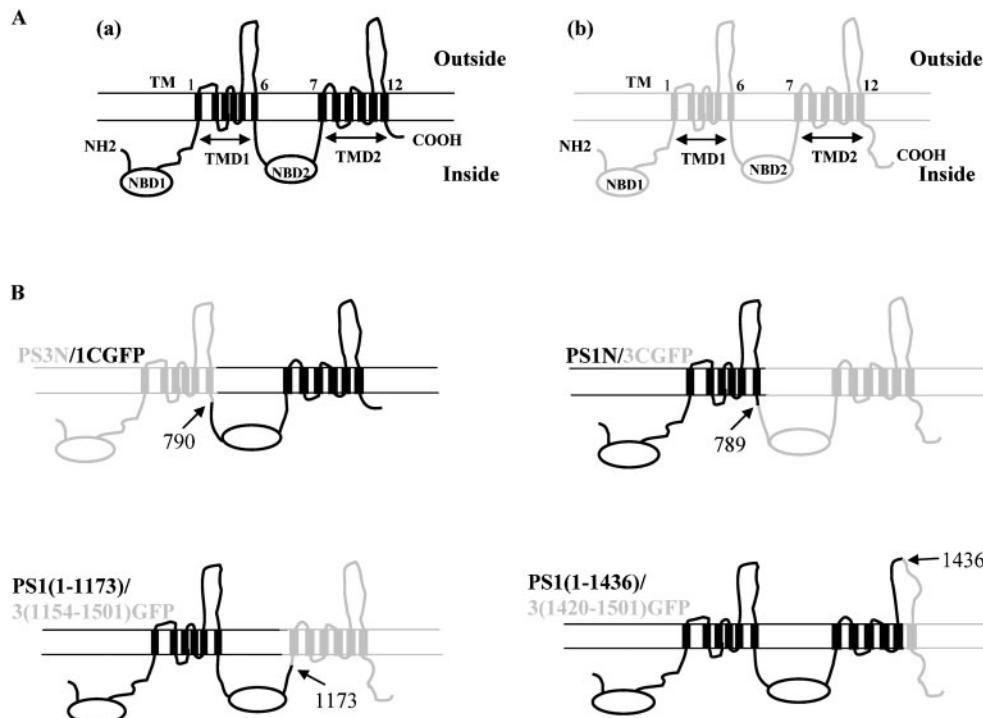 A
(a)
(b)
Outside
Outside
TM 1 6 7 12
TM 1 6 7 12
NH2 TMD1 TMD2 COOH
NH2 TMD1 TMD2 COOH
NBD1 NBD2 Inside
NBD1 NBD2 Inside
B
PS3N/1CGFP
PS1N/3CGFP
790
789
PS1(1-1173)/
3(1154-1501)GFP
1173
PS1(1-1436)/
3(1420-1501)GFP
1436